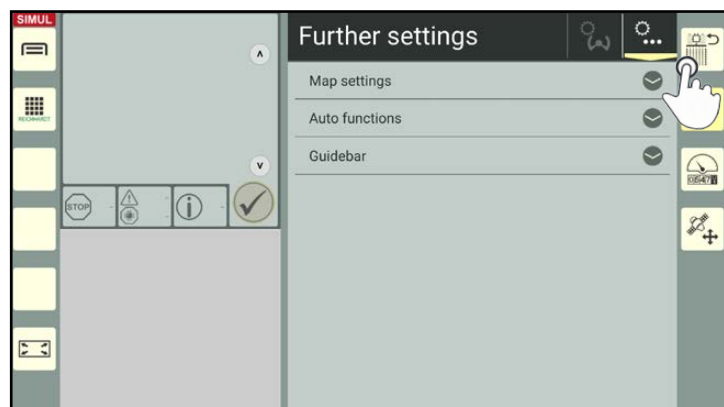 SIMUL
Further settings
Map settings
Auto functions
Guidebar
REICHHARDT
STOP